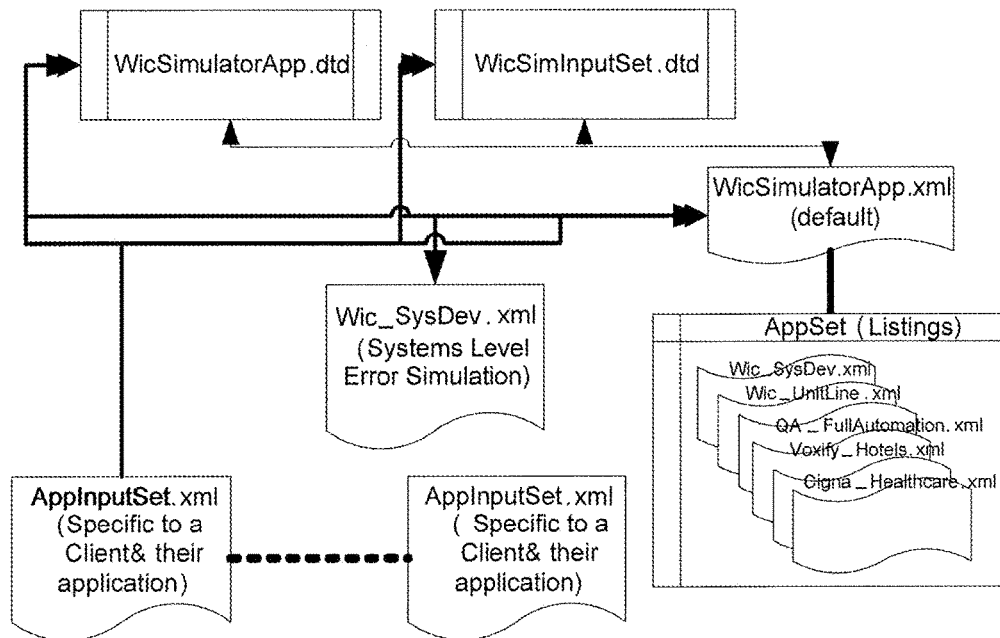 WicSimulatorApp.dtd
WicSimInputSet.dtd
WicSimulatorApp.xml
(default)
Wic_SysDev.xml
(Systems Level
Error Simulation)
AppSet (Listings)
Wic_SysDev.xml
Wic_UnitLine.xml
QA_FullAutomation.xml
Voxify_Hotels.xml
Cigna_Healthcare.xml
AppInputSet.xml
(Specific to a
Client& their
application)
AppInputSet.xml
( Specific to a
Client& their
application)